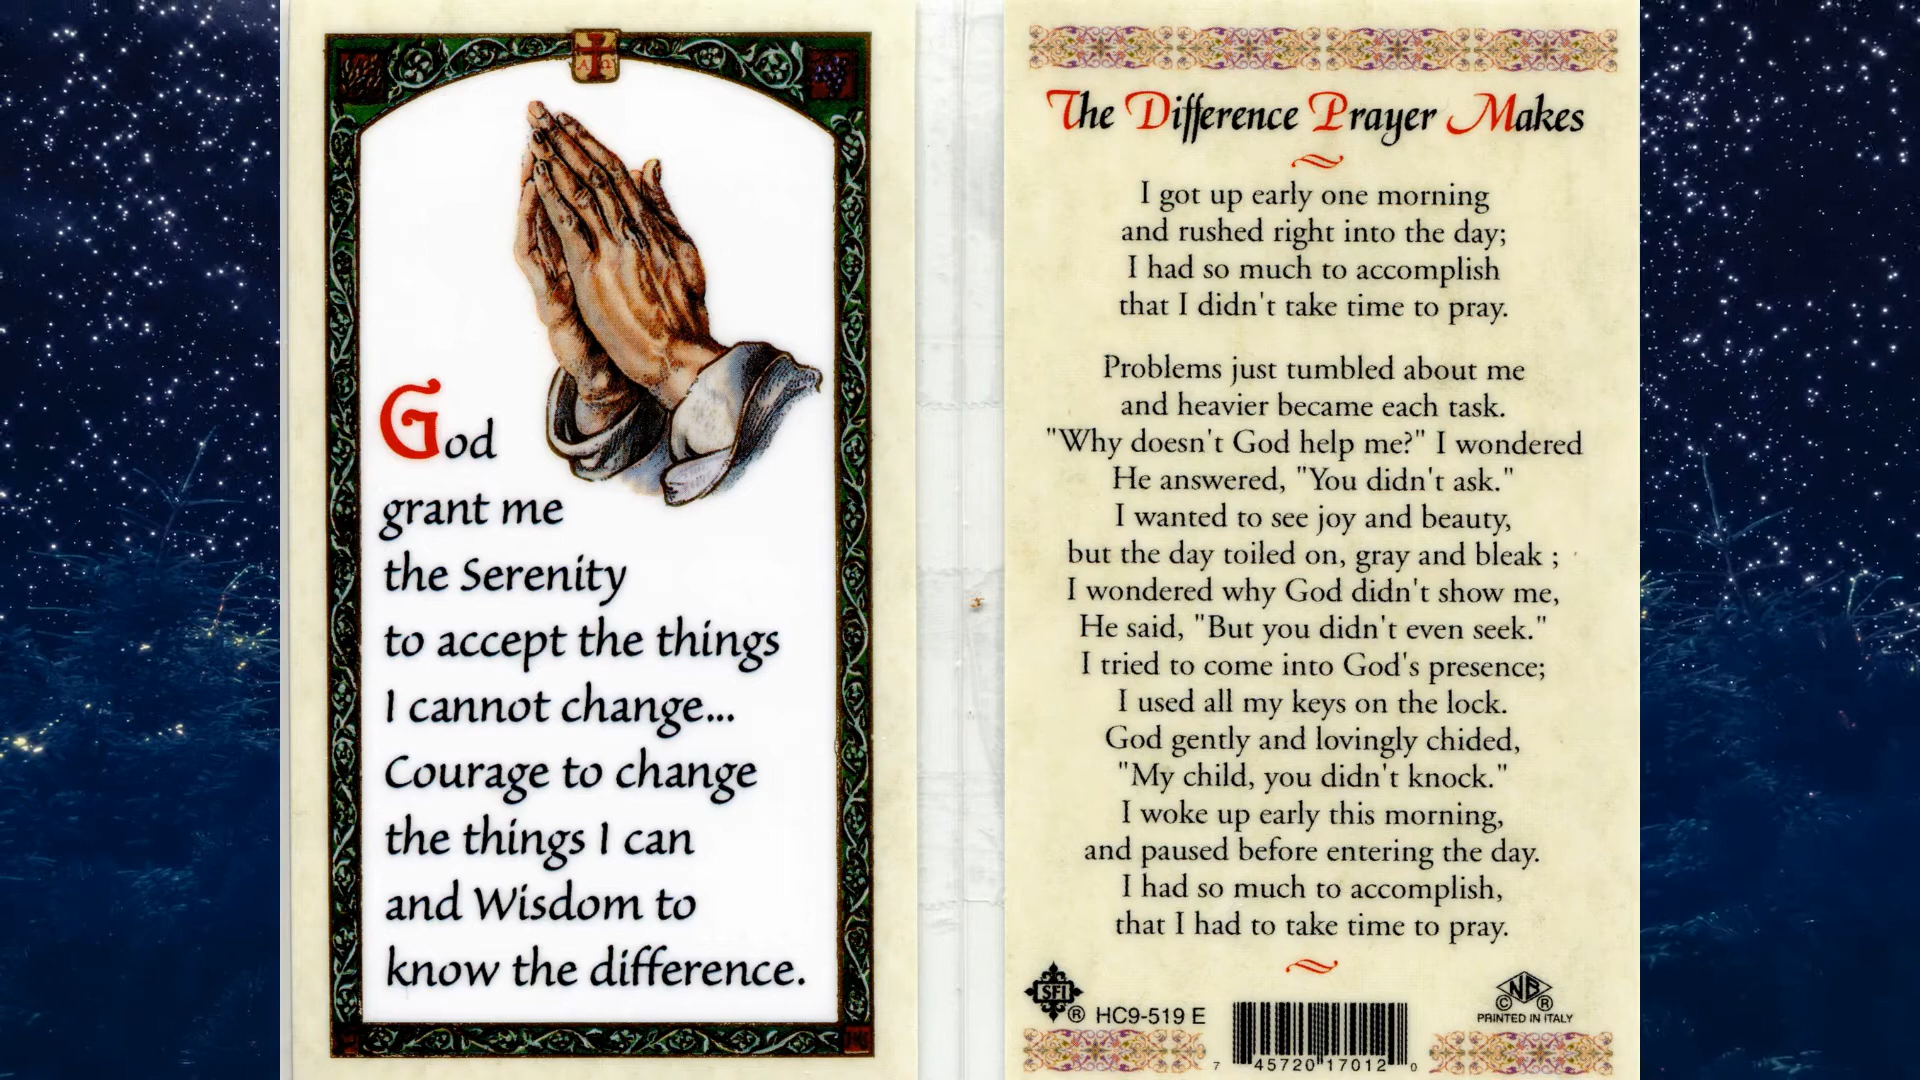 A Ω
God
grant me
the Serenity
to accept the things
I cannot change...
Courage to change
the things I can
and Wisdom to
know the difference.
The Difference Prayer Makes
I got up early one morning
and rushed right into the day;
I had so much to accomplish
that I didn't take time to pray.
Problems just tumbled about me
and heavier became each task.
"Why doesn't God help me?" I wondered
He answered, "You didn't ask."
I wanted to see joy and beauty,
but the day toiled on, gray and bleak ;
I wondered why God didn't show me,
He said, "But you didn't even seek."
I tried to come into God's presence;
I used all my keys on the lock.
God gently and lovingly chided,
"My child, you didn't knock."
I woke up early this morning,
and paused before entering the day.
I had so much to accomplish,
that I had to take time to pray.
SFI ® HC9-519 E
7 45720 17012 0
NB
© ®
PRINTED IN ITALY